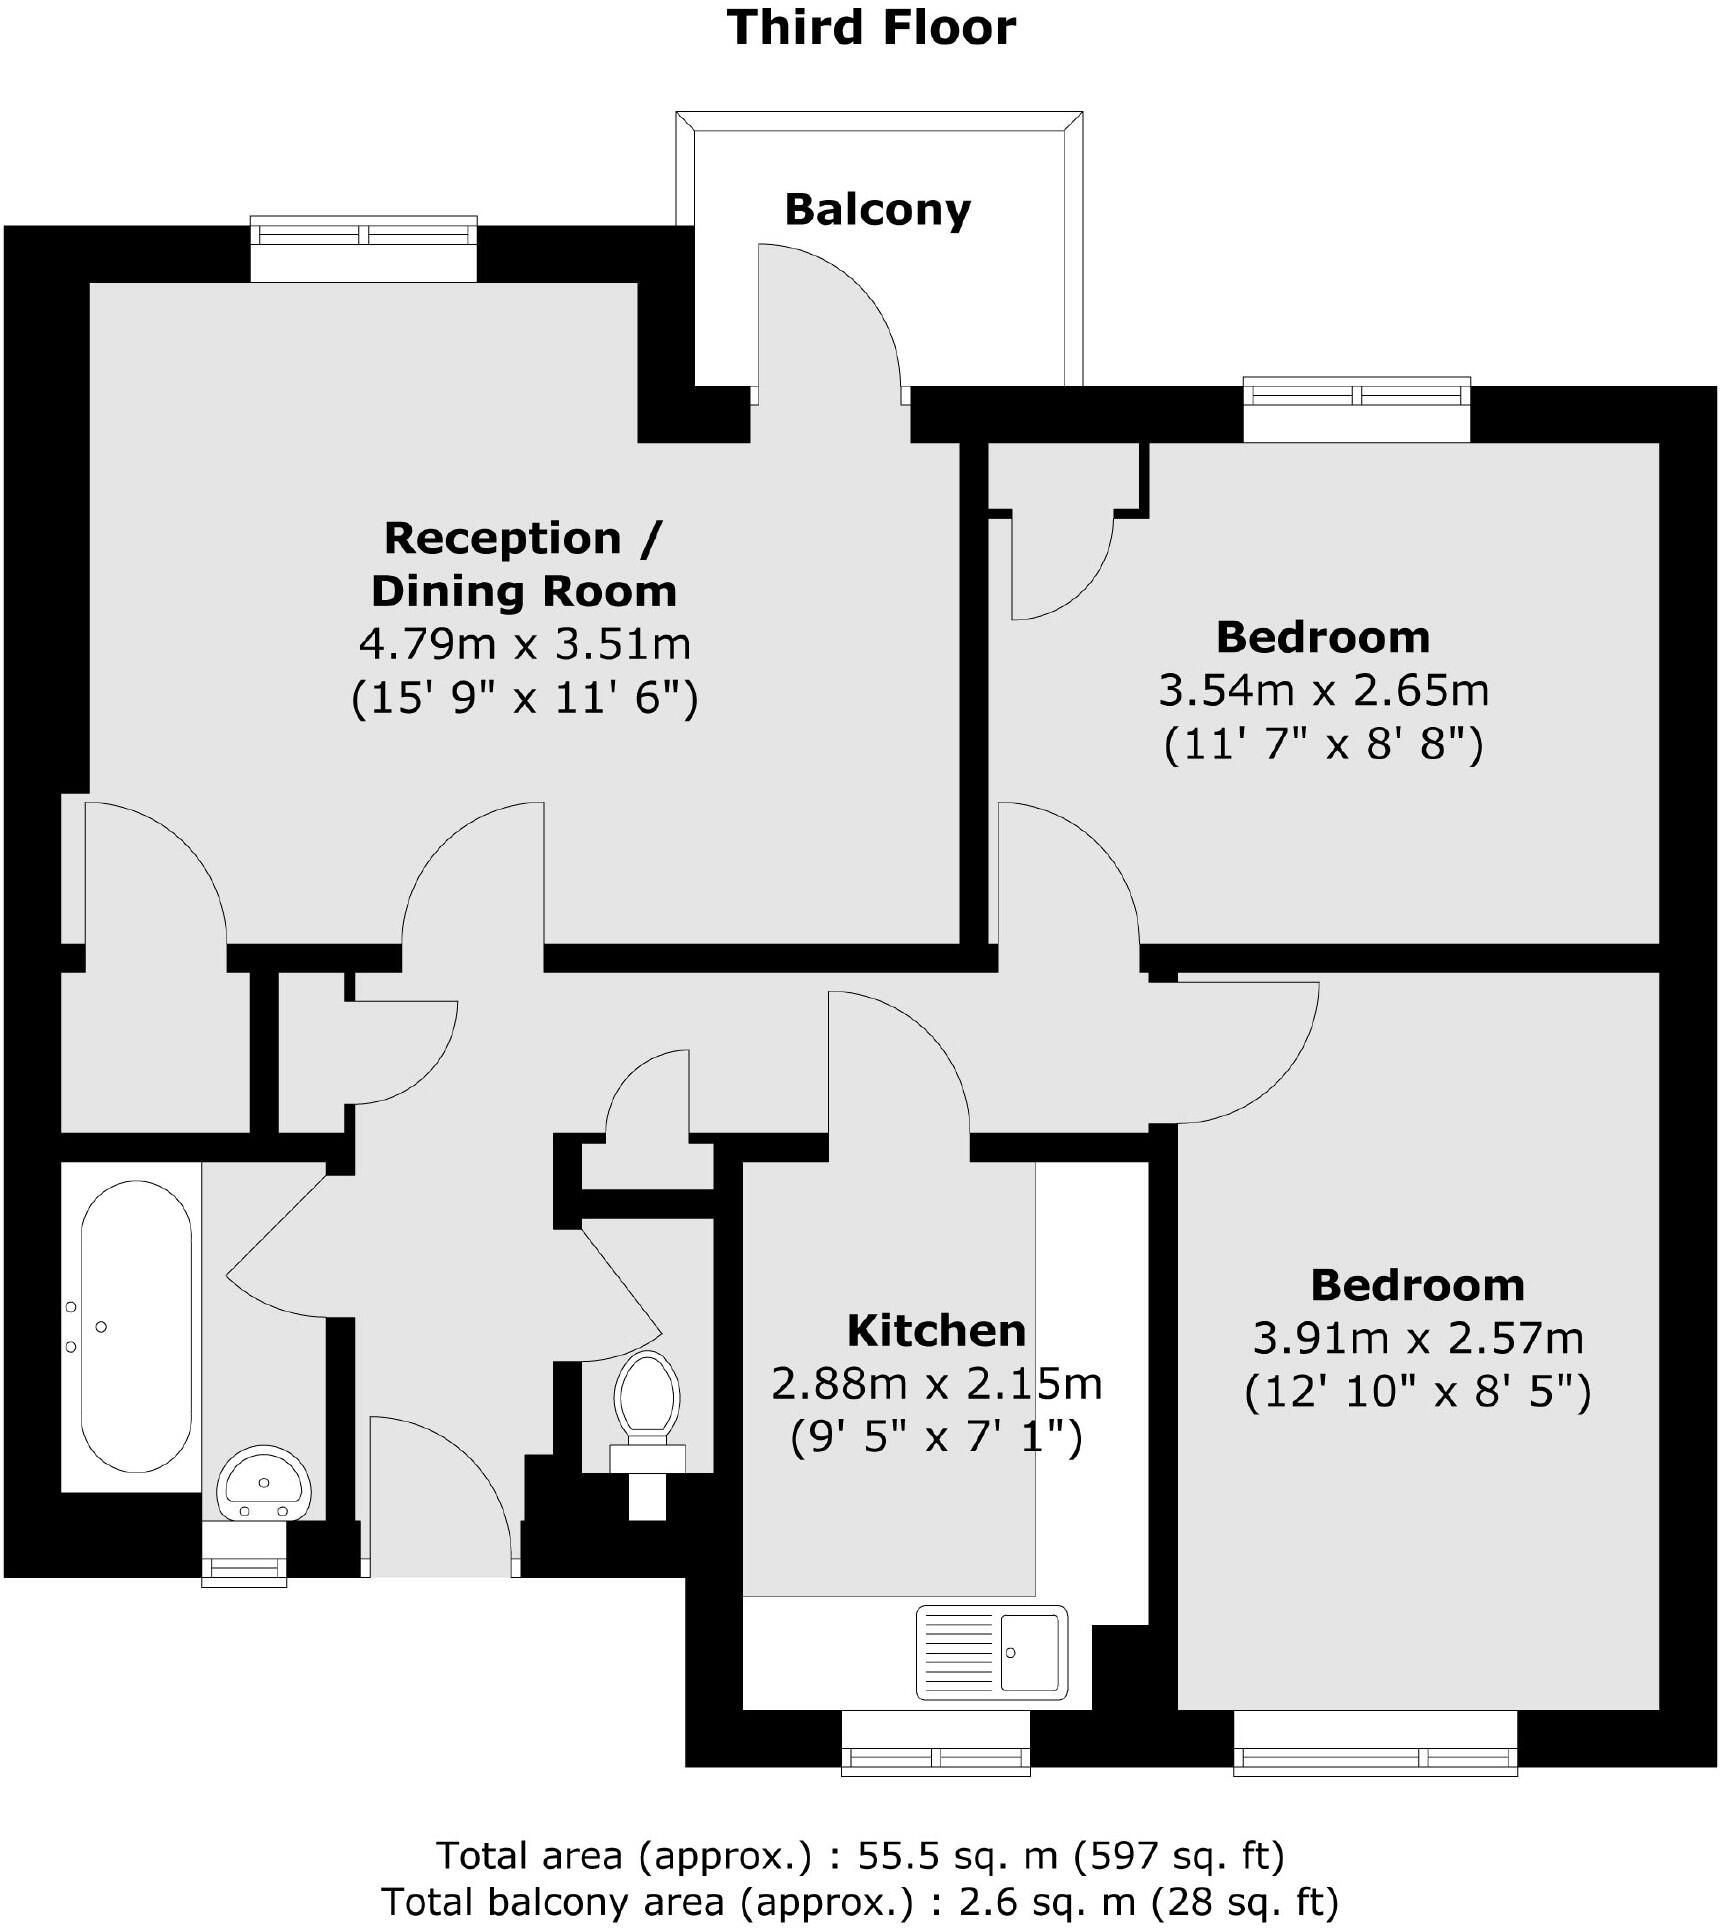 Third Floor
Balcony
Reception /
Dining Room
4.79m x 3.51m
(15' 9" x 11' 6")
Bedroom
3.54m x 2.65m
(11' 7" x 8' 8")
Kitchen
2.88m x 2.15m
(9' 5" x 7' 1")
Bedroom
3.91m x 2.57m
(12' 10" x 8' 5")
Total area (approx.) : 55.5 sq. m (597 sq. ft)
Total balcony area (approx.) : 2.6 sq. m (28 sq. ft)